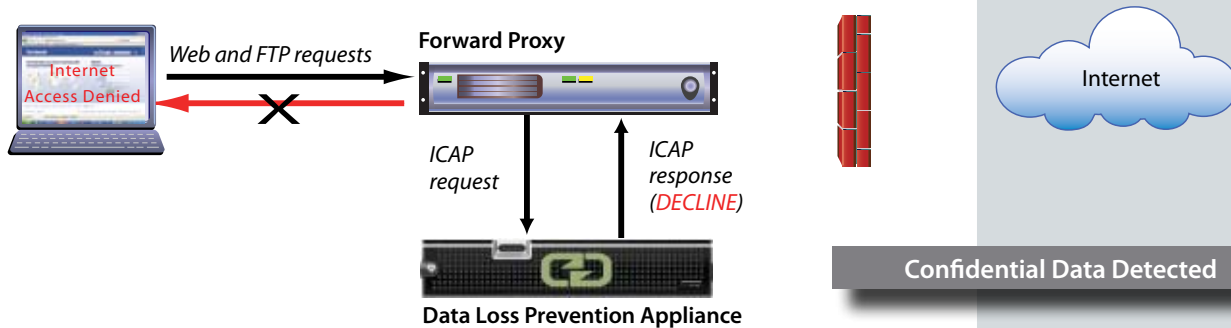 Internet
Access Denied
Web and FTP requests
Forward Proxy
Internet
ICAP
request
ICAP
response
(DECLINE)
Confidential Data Detected
Data Loss Prevention Appliance